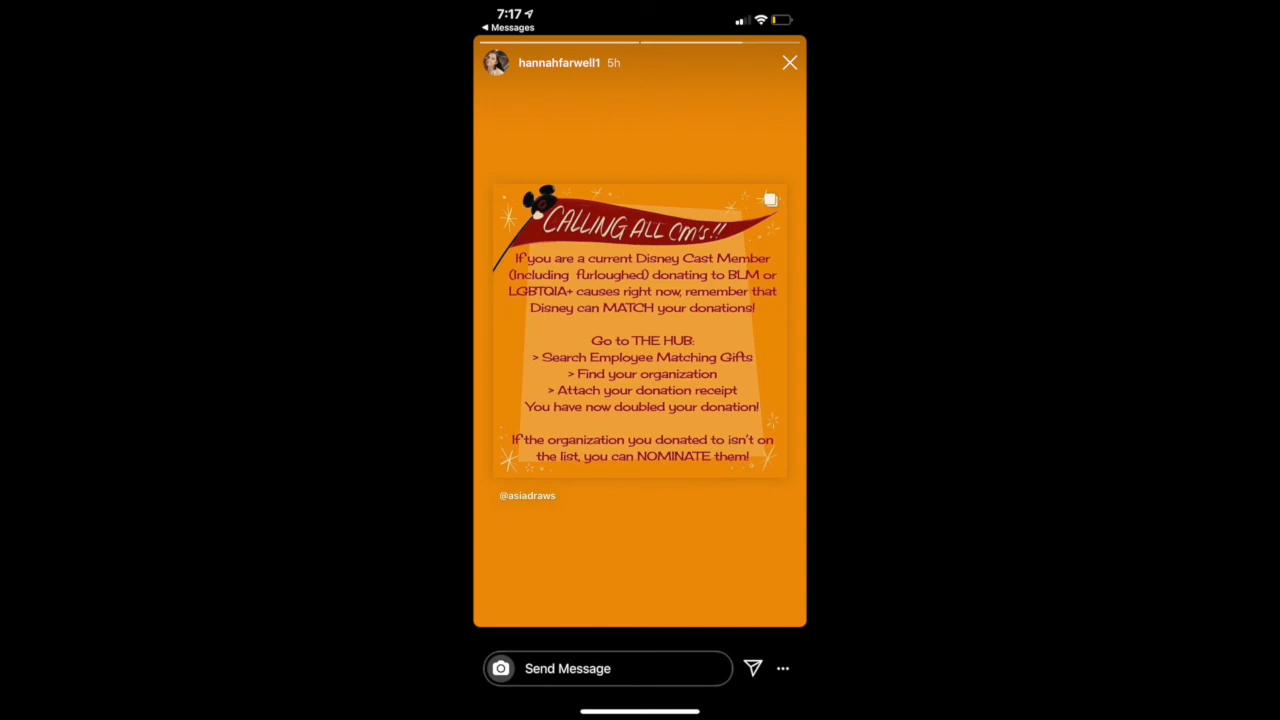 7:17
◀ Messages
hannahfarwell1 5h
CALLING ALL CM's!!
If you are a current Disney Cast Member
(Including furloughed) donating to BLM or
LGBTQIA+ causes right now, remember that
Disney can MATCH your donations!
Go to THE HUB:
> Search Employee Matching Gifts
> Find your organization
> Attach your donation receipt
You have now doubled your donation!
If the organization you donated to isn't on
the list, you can NOMINATE them!
@asiadraws
Send Message